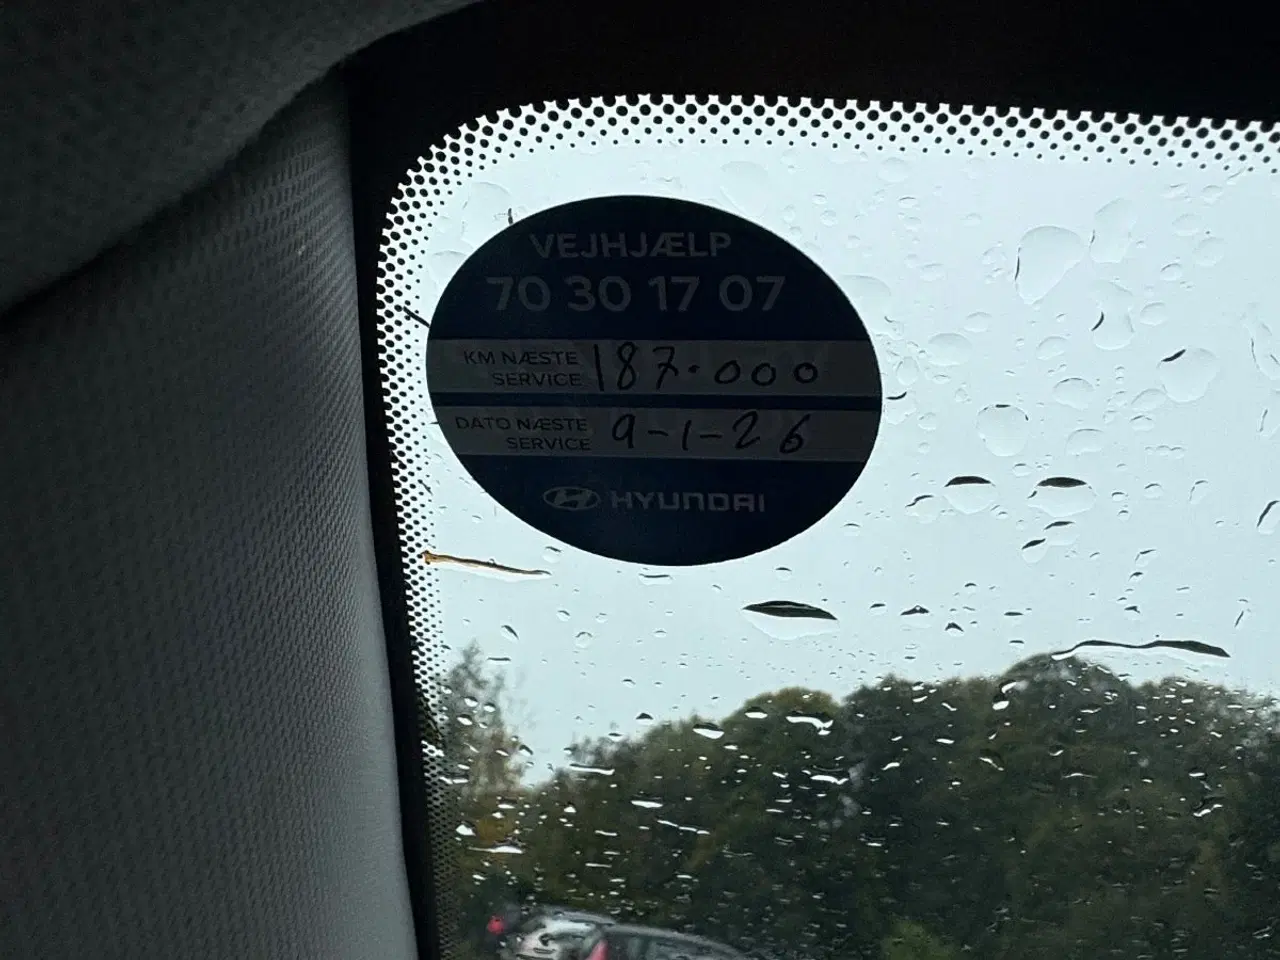 VEJHJÆLP
70 30 17 07
KM NÆSTE
SERVICE 187.000
DATO NÆSTE
SERVICE 9-1-26
HYUNDAI